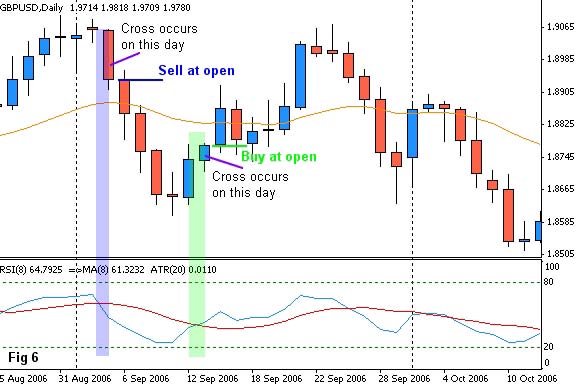 GBPUSD,Daily 1.9714 1.9818 1.9709 1.9780
Cross occurs
on this day
Sell at open
Buy at open
Cross occurs
on this day
1.9065
1.8985
1.8905
1.8825
1.8745
1.8665
1.8585
1.8505
RSI(8) 64.7925 =>MA(8) 61.3232 ATR(20) 0.0110
100
80
20
0
Fig 6
5 Aug 2006 31 Aug 2006 6 Sep 2006 12 Sep 2006 18 Sep 2006 22 Sep 2006 28 Sep 2006 4 Oct 2006 10 Oct 2006